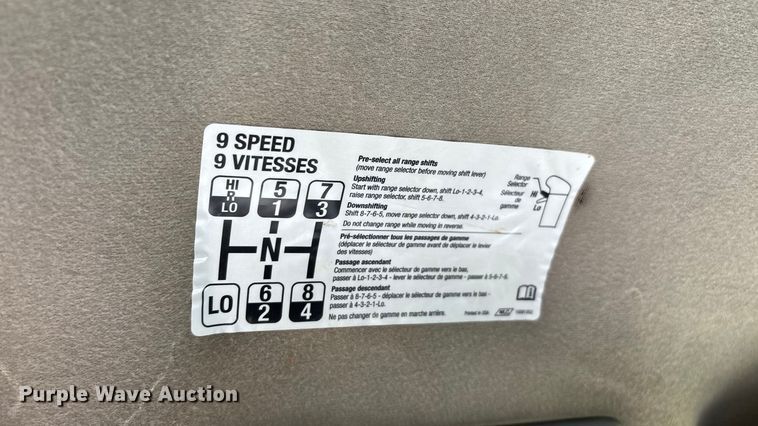 9 SPEED
9 VITESSES
HI
R
LO
5
1
7
3
N
LO
6
2
8
4
Pre-select all range shifts
(move range selector before moving shift lever)
Upshifting
Start with range selector down, shift Lo-1-2-3-4,
raise range selector, shift 5-6-7-8.
Downshifting
Shift 8-7-6-5, move range selector down, shift 4-3-2-1-Lo.
Do not change range while moving in reverse.
Pré-sélectionner tous les passages de gamme
(déplacer le sélecteur de gamme avant de déplacer le levier
des vitesses)
Passage ascendant
Commencer avec le sélecteur de gamme vers le bas,
passer à Lo-1-2-3-4 - lever le sélecteur de gamme - passer à 5-6-7-8.
Passage descendant
passer à 8-7-6-5 - déplacer le sélecteur de gamme vers le bas -
passer à 4-3-2-1-Lo.
Ne pas changer de gamme en marche arrière.
Range
Selector
Sélecteur
de gamme
Hi
Lo
Printed in USA
Purple Wave Auction